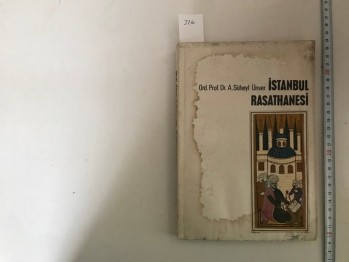 Ord. Prof. Dr. A. Süheyl Ünver İSTANBUL
RASATHANESİ